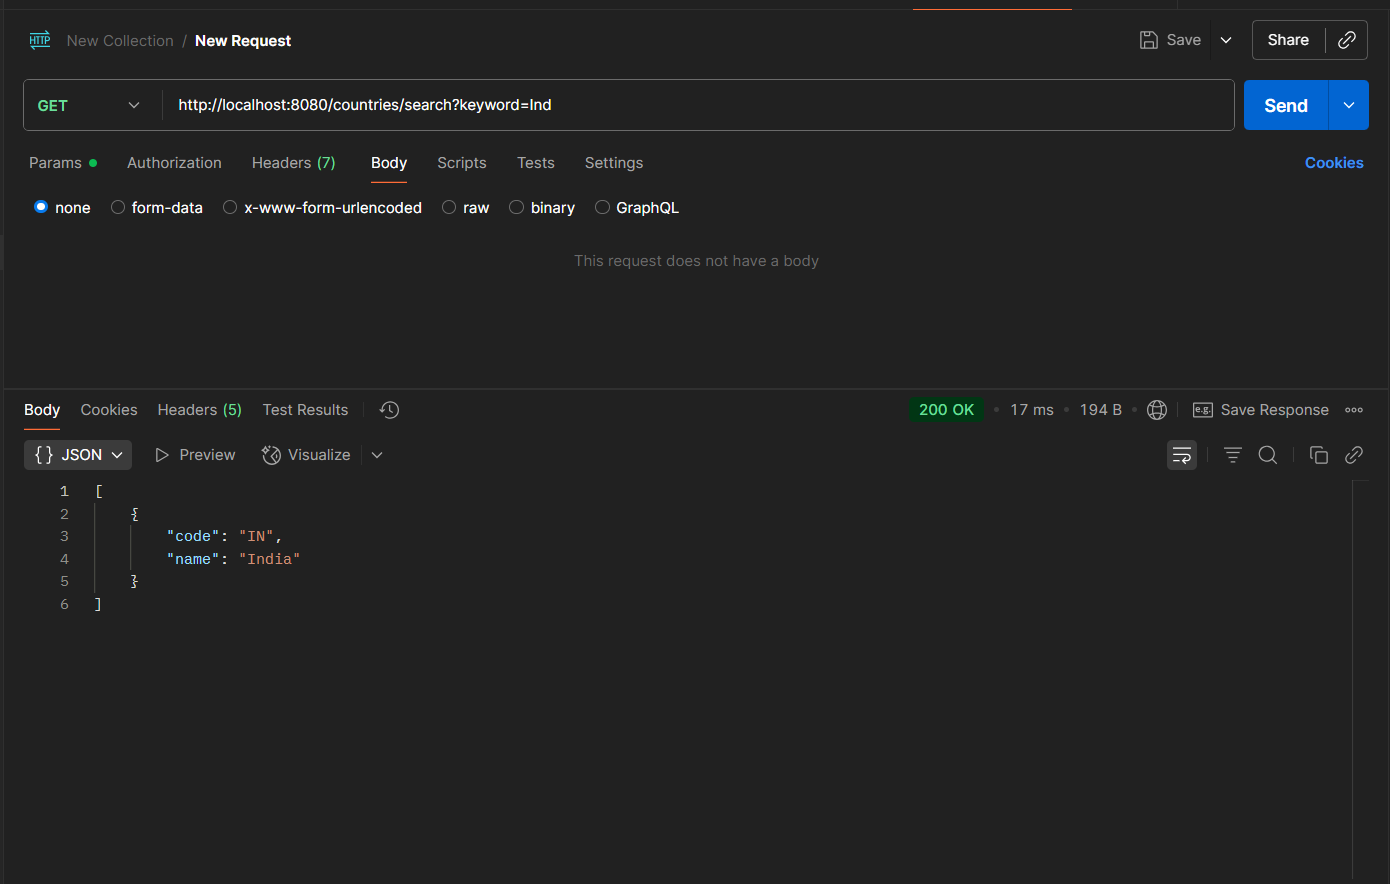 HTTP New Collection / New Request Save Share
GET http://localhost:8080/countries/search?keyword=Ind Send
Params Authorization Headers (7) Body Scripts Tests Settings Cookies
none form-data x-www-form-urlencoded raw binary GraphQL
This request does not have a body
Body Cookies Headers (5) Test Results 200 OK • 17 ms • 194 B • e.g. Save Response
{} JSON Preview Visualize
1 [
2 {
3 "code": "IN",
4 "name": "India"
5 }
6 ]